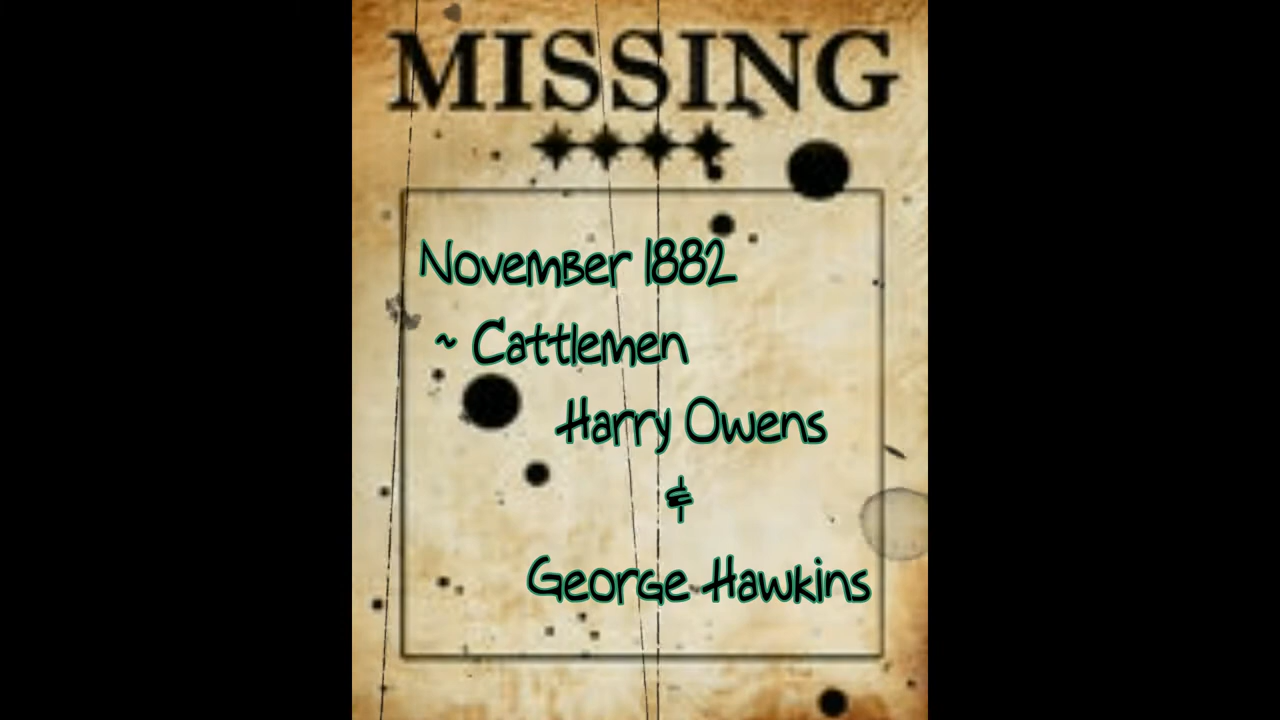 MISSING
November 1882
~ Cattlemen
Harry Owens
&
George Hawkins